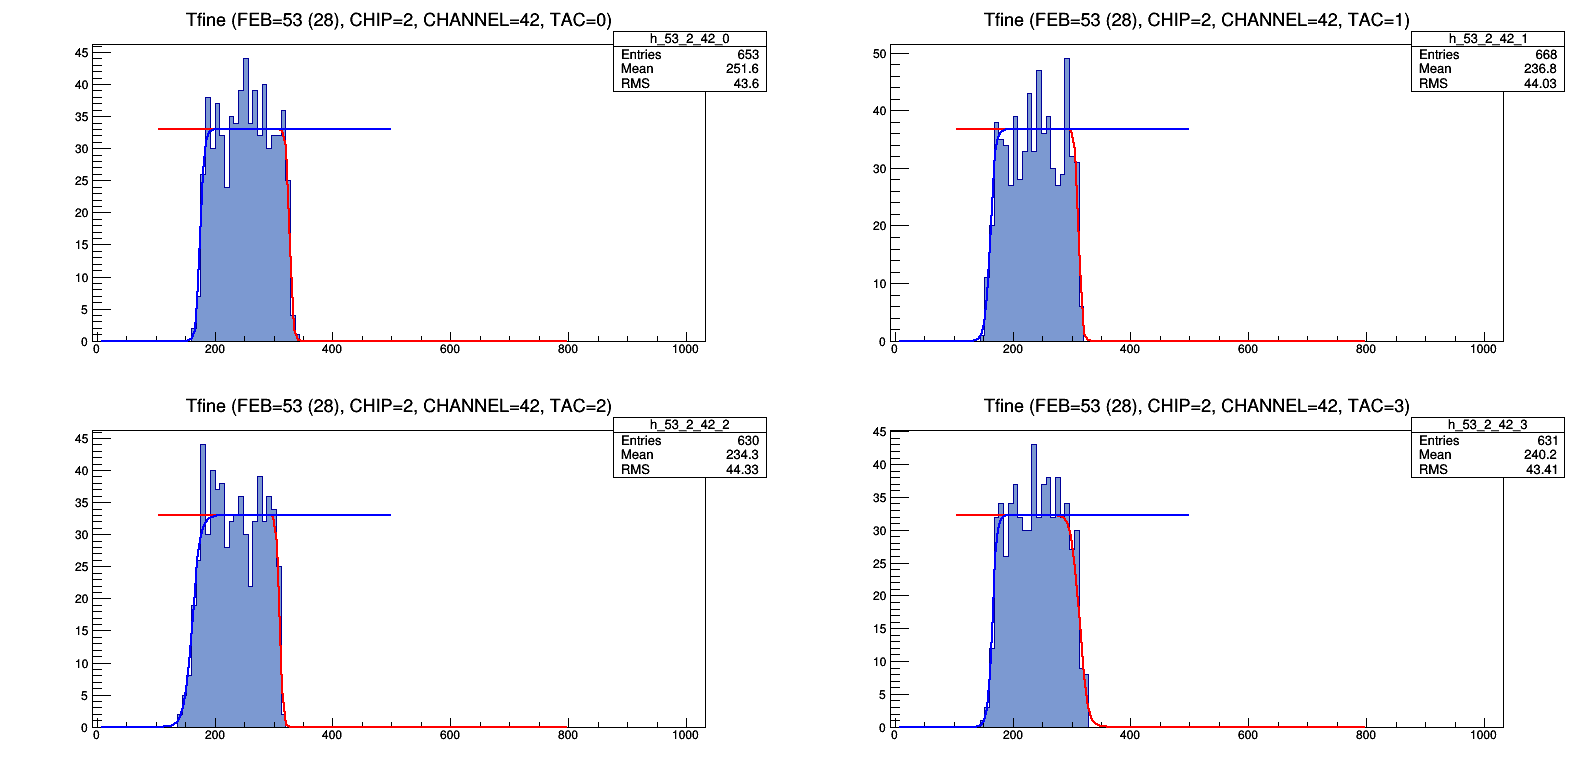 Tfine (FEB=53 (28), CHIP=2, CHANNEL=42, TAC=0)
h_53_2_42_0
Entries 653
Mean 251.6
RMS 43.6
45
40
35
30
25
20
15
10
5
0
0 200 400 600 800 1000
Tfine (FEB=53 (28), CHIP=2, CHANNEL=42, TAC=1)
h_53_2_42_1
Entries 668
Mean 236.8
RMS 44.03
50
40
30
20
10
0
0 200 400 600 800 1000
Tfine (FEB=53 (28), CHIP=2, CHANNEL=42, TAC=2)
h_53_2_42_2
Entries 630
Mean 234.3
RMS 44.33
45
40
35
30
25
20
15
10
5
0
0 200 400 600 800 1000
Tfine (FEB=53 (28), CHIP=2, CHANNEL=42, TAC=3)
h_53_2_42_3
Entries 631
Mean 240.2
RMS 43.41
45
40
35
30
25
20
15
10
5
0
0 200 400 600 800 1000